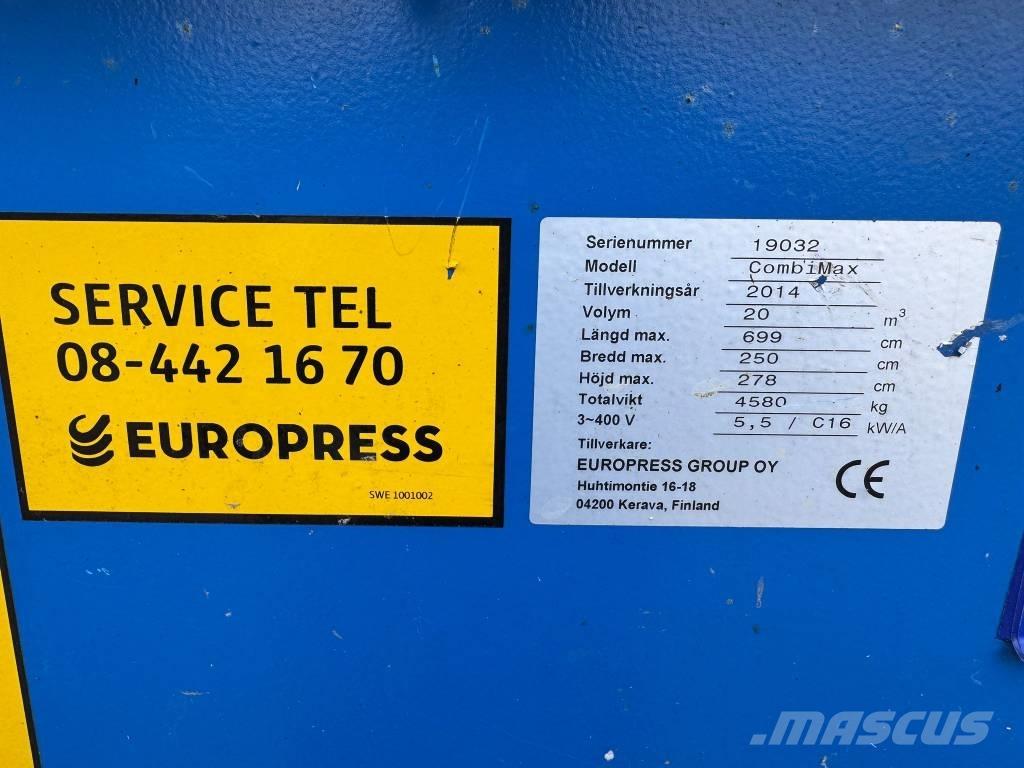 SERVICE TEL
08-442 16 70
EUROPRESS
SWE 1001002
Serienummer 19032
Modell CombiMax
Tillverkningsår 2014
Volym 20 m³
Längd max. 699 cm
Bredd max. 250 cm
Höjd max. 278 cm
Totalvikt 4580 kg
3~400 V 5,5 / C16 kW/A
Tillverkare:
EUROPRESS GROUP OY
Huhtimontie 16-18
04200 Kerava, Finland
CE
MASCUS